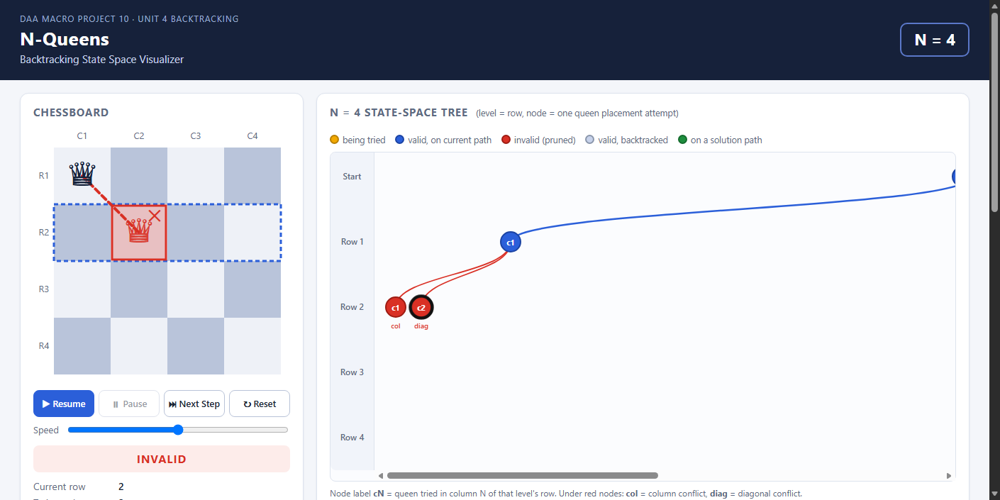 DAA MACRO PROJECT 10 · UNIT 4 BACKTRACKING
N-Queens
Backtracking State Space Visualizer
N = 4
CHESSBOARD
C1 C2 C3 C4
R1
R2
R3
R4
▶ Resume ⏸ Pause ⏭ Next Step ↻ Reset
Speed
INVALID
Current row 2
N = 4 STATE-SPACE TREE (level = row, node = one queen placement attempt)
being tried valid, on current path invalid (pruned) valid, backtracked on a solution path
Start
Row 1 c1
Row 2 c1 c2
col diag
Row 3
Row 4
Node label cN = queen tried in column N of that level's row. Under red nodes: col = column conflict, diag = diagonal conflict.